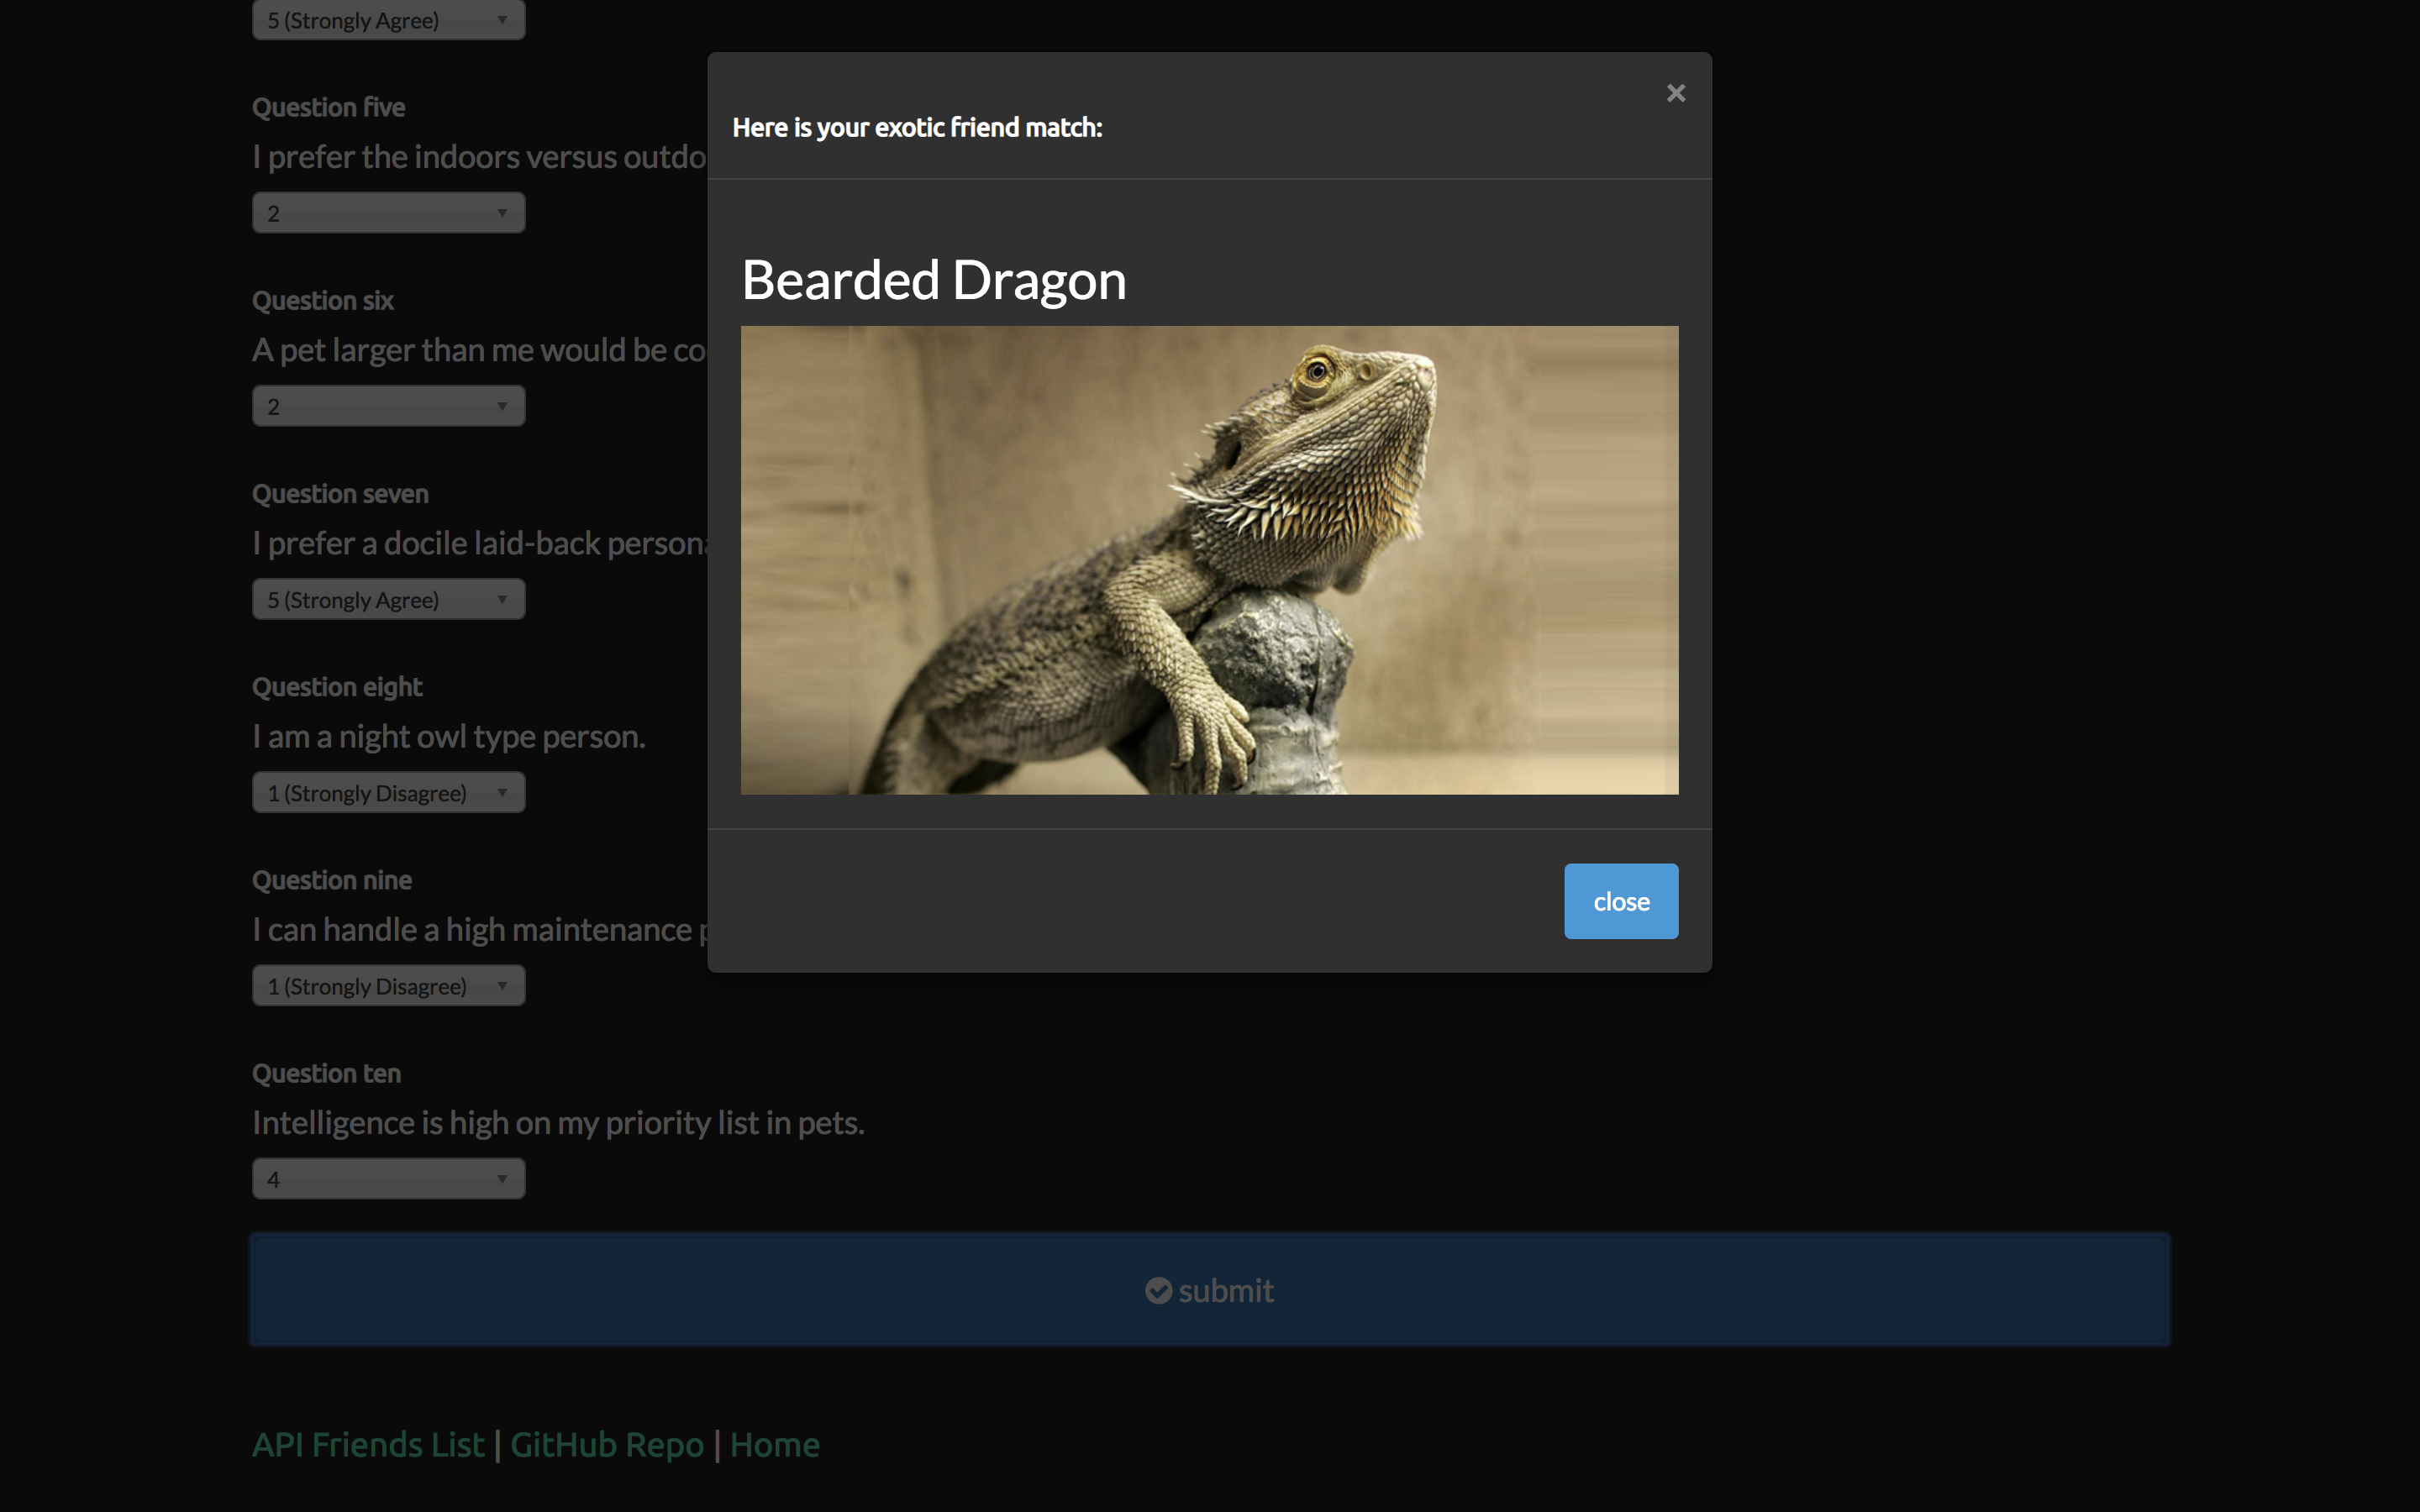 5 (Strongly Agree)
Question five
I prefer the indoors versus
2
Question six
A pet larger than me would be
2
Question seven
I prefer a docile laid-back
5 (Strongly Agree)
Question eight
I am a night owl type person.
1 (Strongly Disagree)
Question nine
I can handle a high maintenance
1 (Strongly Disagree)
Question ten
Intelligence is high on my priority list in pets.
4
submit
API Friends List | GitHub Repo | Home
×
Here is your exotic friend match:
Bearded Dragon
close